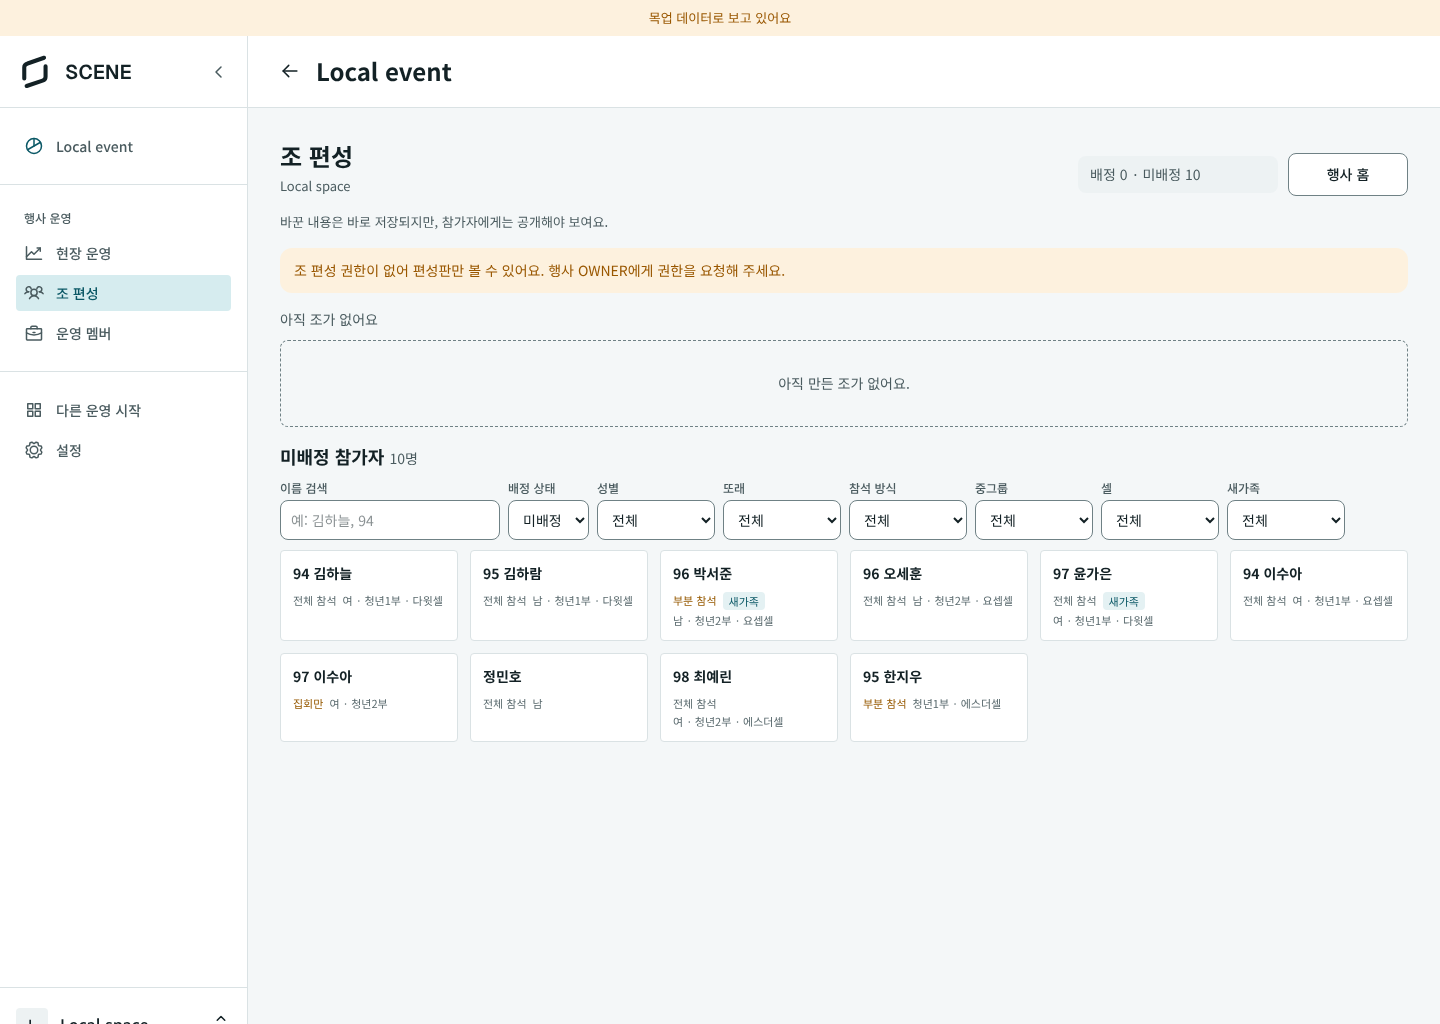 목업 데이터로 보고 있어요
SCENE
Local event
Local event
행사 운영
현장 운영
조 편성
운영 멤버
다른 운영 시작
설정
조 편성
Local space
배정 0 · 미배정 10
행사 홈
바꾼 내용은 바로 저장되지만, 참가자에게는 공개해야 보여요.
조 편성 권한이 없어 편성판만 볼 수 있어요. 행사 OWNER에게 권한을 요청해 주세요.
아직 조가 없어요
아직 만든 조가 없어요.
미배정 참가자 10명
이름 검색 배정 상태 성별 또래 참석 방식 중그룹 셀 새가족
예: 김하늘, 94 미배정 전체 전체 전체 전체 전체 전체
94 김하늘
전체 참석 여 · 청년1부 · 다윗셀
95 김하람
전체 참석 남 · 청년1부 · 다윗셀
96 박서준
부분 참석 새가족
남 · 청년2부 · 요셉셀
96 오세훈
전체 참석 남 · 청년2부 · 요셉셀
97 윤가은
전체 참석 새가족
여 · 청년1부 · 다윗셀
94 이수아
전체 참석 여 · 청년1부 · 요셉셀
97 이수아
집회만 여 · 청년2부
정민호
전체 참석 남
98 최예린
전체 참석
여 · 청년2부 · 에스더셀
95 한지우
부분 참석 청년1부 · 에스더셀
Local space